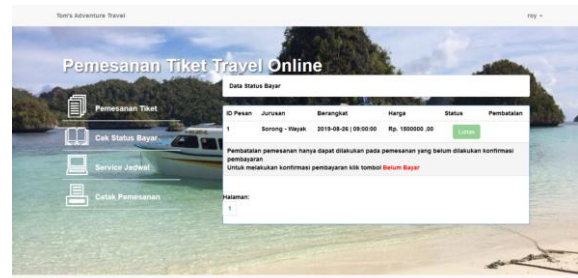 Tom's Adventure Travel
roy
Pemesanan Tiket Travel Online
Data Status Bayar
Pemesanan Tiket
Cek Status Bayar
Service Jadwal
Cetak Pemesanan
ID Pesan Jurusan Berangkat Harga Status Pembatalan
1 Sorong - Wayak 2019-08-26 | 09:00:00 Rp. 1800000 ,00 Lunas
Pembatalan pemesanan hanya dapat dilakukan pada pemesanan yang belum dilakukan konfirmasi
pembayaran
Untuk melakukan konfirmasi pembayaran klik tombol Belum Bayar
Halaman:
1